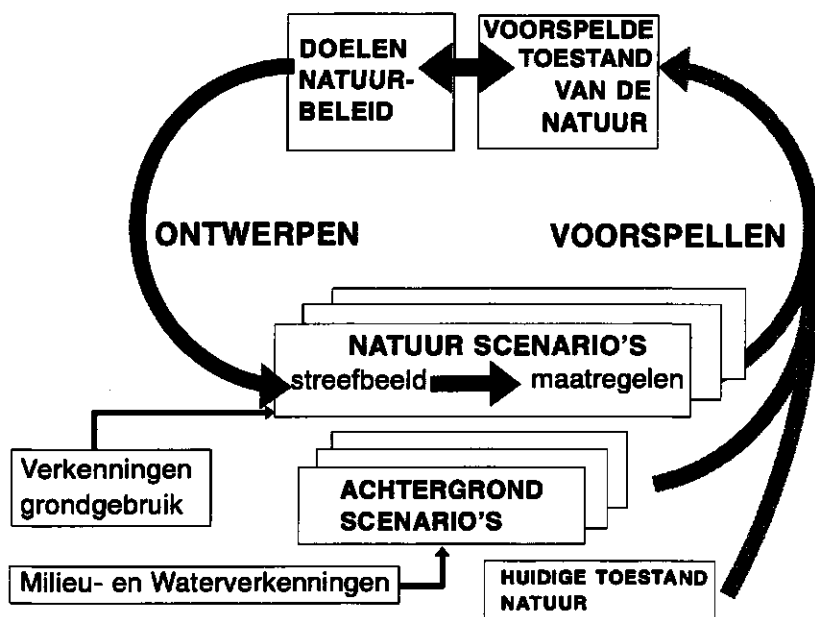 DOELEN
NATUUR-
BELEID
VOORSPELDE
TOESTAND
VAN DE
NATUUR
ONTWERPEN
VOORSPELLEN
NATUUR SCENARIO'S
streefbeeld
maatregelen
Verkenningen
grondgebruik
ACHTERGROND
SCENARIO'S
Milieu- en Waterverkenningen
HUIDIGE TOESTAND
NATUUR